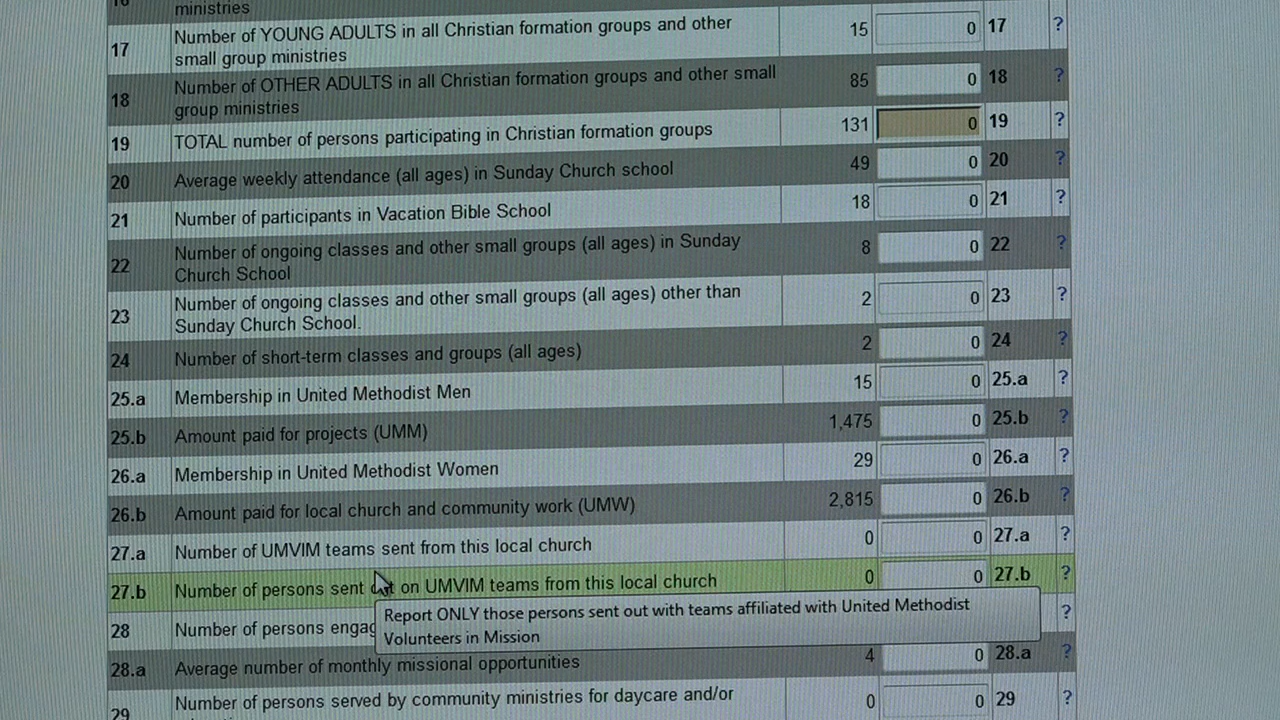 ministries
17 Number of YOUNG ADULTS in all Christian formation groups and other small group ministries 15 0 17 ?
18 Number of OTHER ADULTS in all Christian formation groups and other small group ministries 85 0 18 ?
19 TOTAL number of persons participating in Christian formation groups 131 0 19 ?
20 Average weekly attendance (all ages) in Sunday Church school 49 0 20 ?
21 Number of participants in Vacation Bible School 18 0 21 ?
22 Number of ongoing classes and other small groups (all ages) in Sunday Church School 8 0 22 ?
23 Number of ongoing classes and other small groups (all ages) other than Sunday Church School. 2 0 23 ?
24 Number of short-term classes and groups (all ages) 2 0 24 ?
25.a Membership in United Methodist Men 15 0 25.a ?
25.b Amount paid for projects (UMM) 1,475 0 25.b ?
26.a Membership in United Methodist Women 29 0 26.a ?
26.b Amount paid for local church and community work (UMW) 2,815 0 26.b ?
27.a Number of UMVIM teams sent from this local church 0 0 27.a ?
27.b Number of persons sent out on UMVIM teams from this local church 0 0 27.b ?
Report ONLY those persons sent out with teams affiliated with United Methodist
Volunteers in Mission
28 Number of persons engag ?
28.a Average number of monthly missional opportunities 4 0 28.a ?
29 Number of persons served by community ministries for daycare and/or 0 0 29 ?